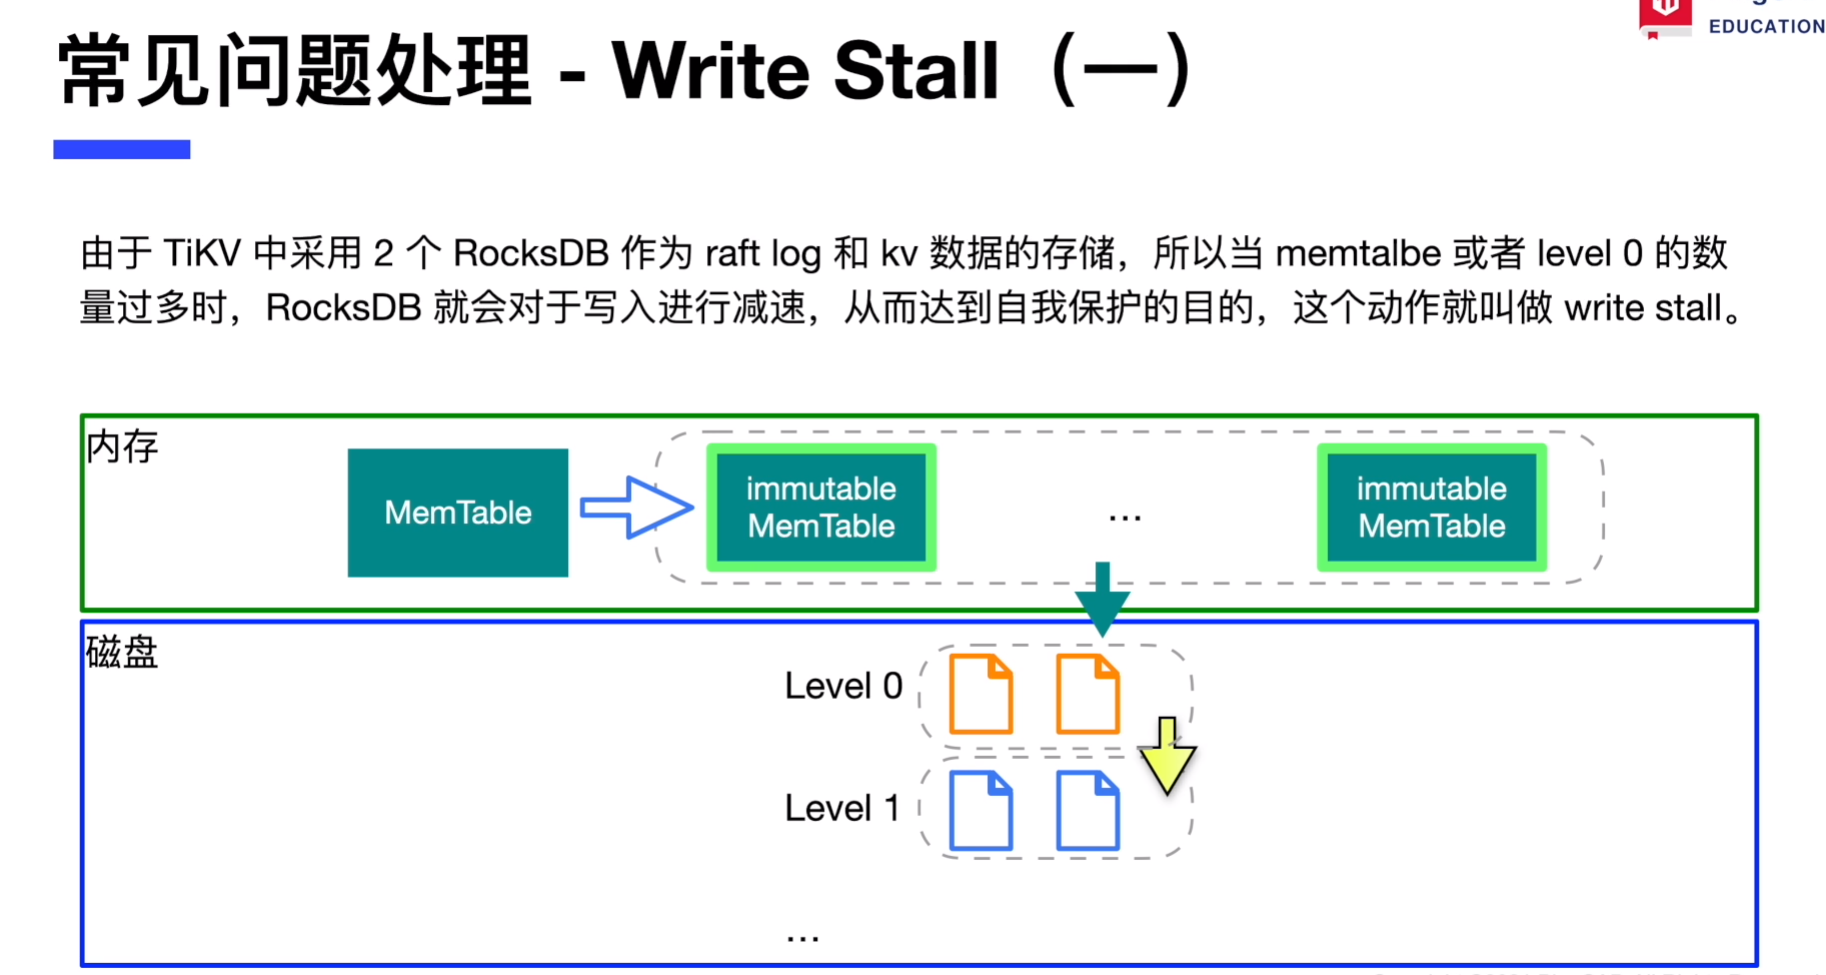 EDUCATION
常见问题处理 - Write Stall（一）
由于 TiKV 中采用 2 个 RocksDB 作为 raft log 和 kv 数据的存储，所以当 memtalbe 或者 level 0 的数
量过多时，RocksDB 就会对于写入进行减速，从而达到自我保护的目的，这个动作就叫做 write stall。
内存
MemTable
immutable
MemTable
...
immutable
MemTable
磁盘
Level 0
Level 1
...